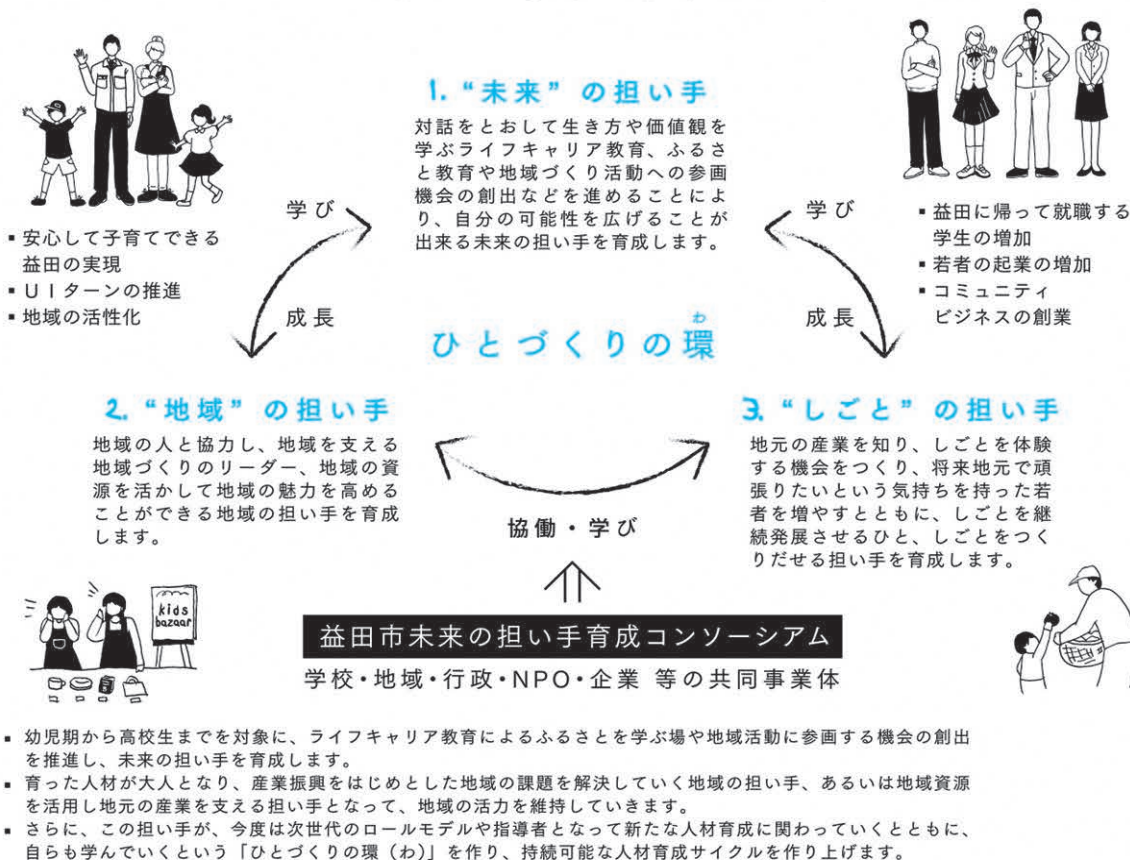 1. “未来” の担い手
対話をとおして生き方や価値観を
学ぶライフキャリア教育、ふるさ
と教育や地域づくり活動への参画
機会の創出などを進めることによ
り、自分の可能性を広げることが
出来る未来の担い手を育成します。
学び
成長
学び
成長
▪ 安心して子育てできる
益田の実現
▪ UIターンの推進
▪ 地域の活性化
▪ 益田に帰って就職する
学生の増加
▪ 若者の起業の増加
▪ コミュニティ
ビジネスの創業
わ
ひとづくりの環
2. “地域” の担い手
地域の人と協力し、地域を支える
地域づくりのリーダー、地域の資
源を活かして地域の魅力を高める
ことができる地域の担い手を育成
します。
3. “しごと” の担い手
地元の産業を知り、しごとを体験
する機会をつくり、将来地元で頑
張りたいという気持ちを持った若
者を増やすとともに、しごとを継
続発展させるひと、しごとをつく
りだせる担い手を育成します。
協働・学び
kids
bazaar
益田市未来の担い手育成コンソーシアム
学校・地域・行政・NPO・企業 等の共同事業体
▪ 幼児期から高校生までを対象に、ライフキャリア教育によるふるさとを学ぶ場や地域活動に参画する機会の創出
を推進し、未来の担い手を育成します。
▪ 育った人材が大人となり、産業振興をはじめとした地域の課題を解決していく地域の担い手、あるいは地域資源
を活用し地元の産業を支える担い手となって、地域の活力を維持していきます。
▪ さらに、この担い手が、今度は次世代のロールモデルや指導者となって新たな人材育成に関わっていくとともに、
自らも学んでいくという「ひとづくりの環（わ）」を作り、持続可能な人材育成サイクルを作り上げます。